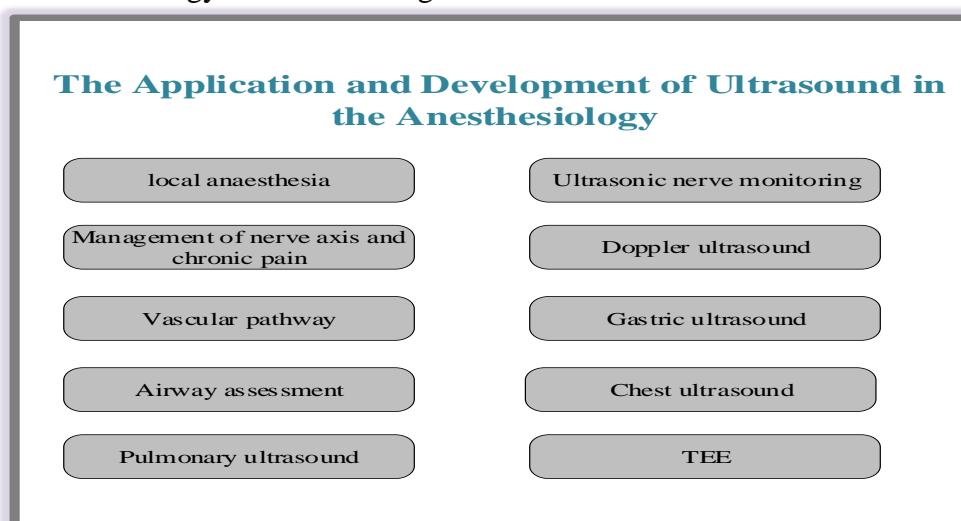 The Application and Development of Ultrasound in
the Anesthesiology
local anaesthesia
Ultrasonic nerve monitoring
Management of nerve axis and
chronic pain
Doppler ultrasound
Vascular pathway
Gastric ultrasound
Airway assessment
Chest ultrasound
Pulmonary ultrasound
TEE